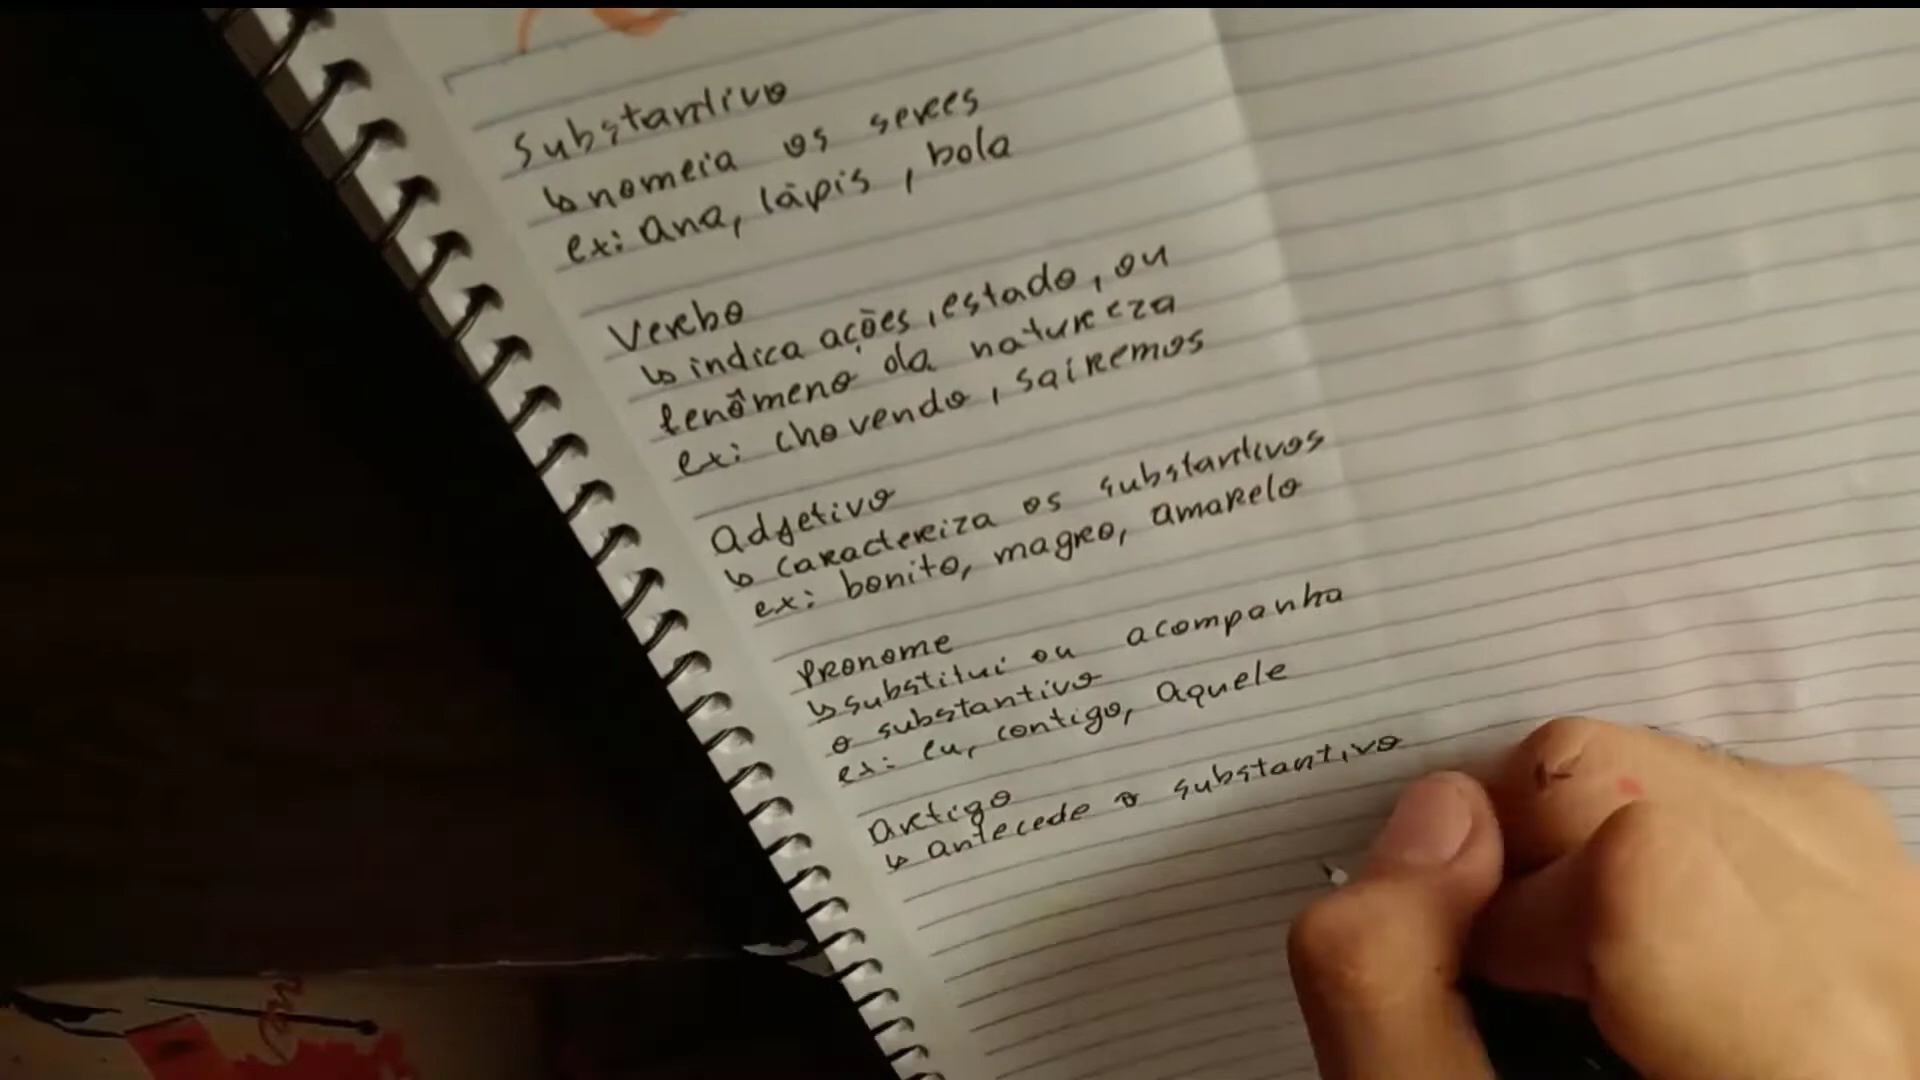 Substantivo
↳ nomeia os seres
ex: Ana, lápis, bola
Verbo
↳ indica ações, estado, ou
fenômeno da natureza
ex: chovendo, sairemos
Adjetivo
↳ caracteriza os substantivos
ex: bonito, magro, amarelo
Pronome
↳ substitui ou acompanha
o substantivo
ex: eu, contigo, aquele
Artigo
↳ antecede o substantivo